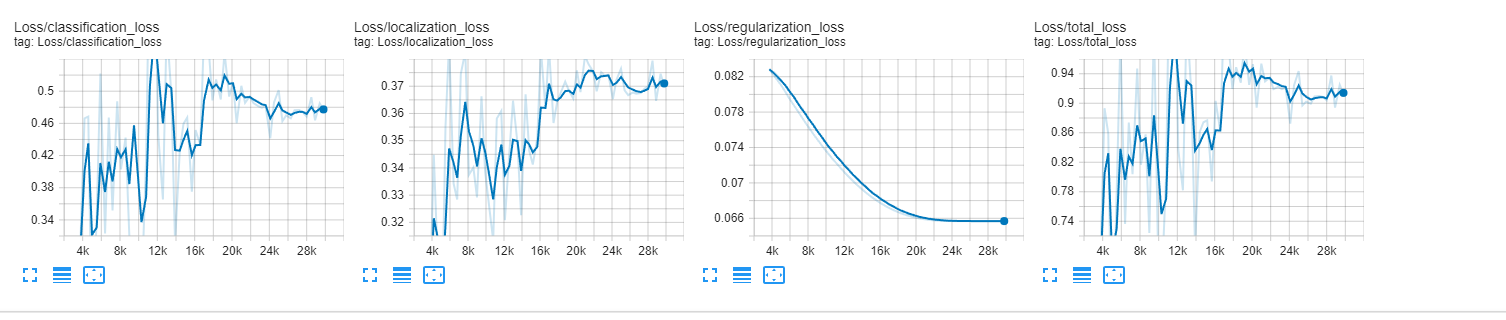 Loss/classification_loss
tag: Loss/classification_loss
0.5
0.46
0.42
0.38
0.34
4k 8k 12k 16k 20k 24k 28k
Loss/localization_loss
tag: Loss/localization_loss
0.37
0.36
0.35
0.34
0.33
0.32
4k 8k 12k 16k 20k 24k 28k
Loss/regularization_loss
tag: Loss/regularization_loss
0.082
0.078
0.074
0.07
0.066
4k 8k 12k 16k 20k 24k 28k
Loss/total_loss
tag: Loss/total_loss
0.94
0.9
0.86
0.82
0.78
0.74
4k 8k 12k 16k 20k 24k 28k